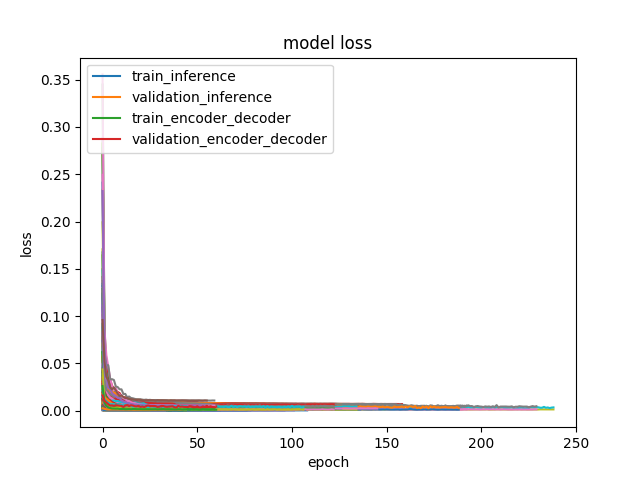 model loss
train_inference
validation_inference
train_encoder_decoder
validation_encoder_decoder
0.35
0.30
0.25
0.20
0.15
0.10
0.05
0.00
loss
0 50 100 150 200 250
epoch